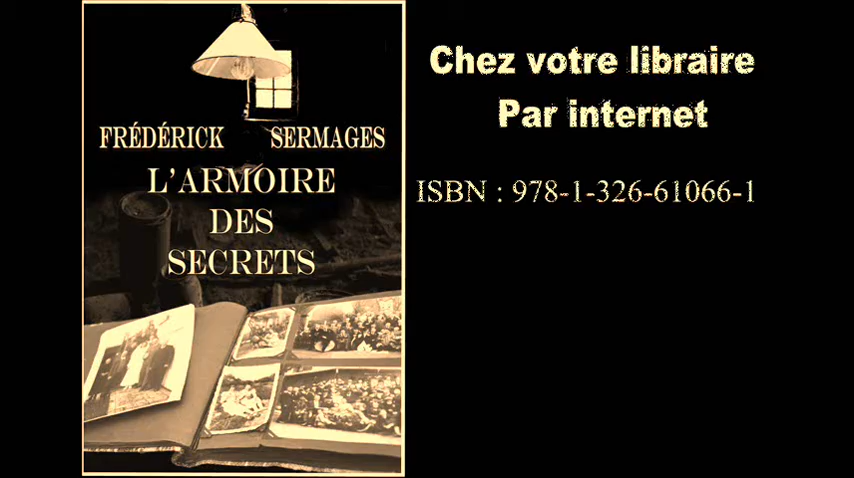 FRÉDÉRICK SERMAGES
L'ARMOIRE
DES
SECRETS
Chez votre libraire
Par internet
ISBN : 978-1-326-61066-1